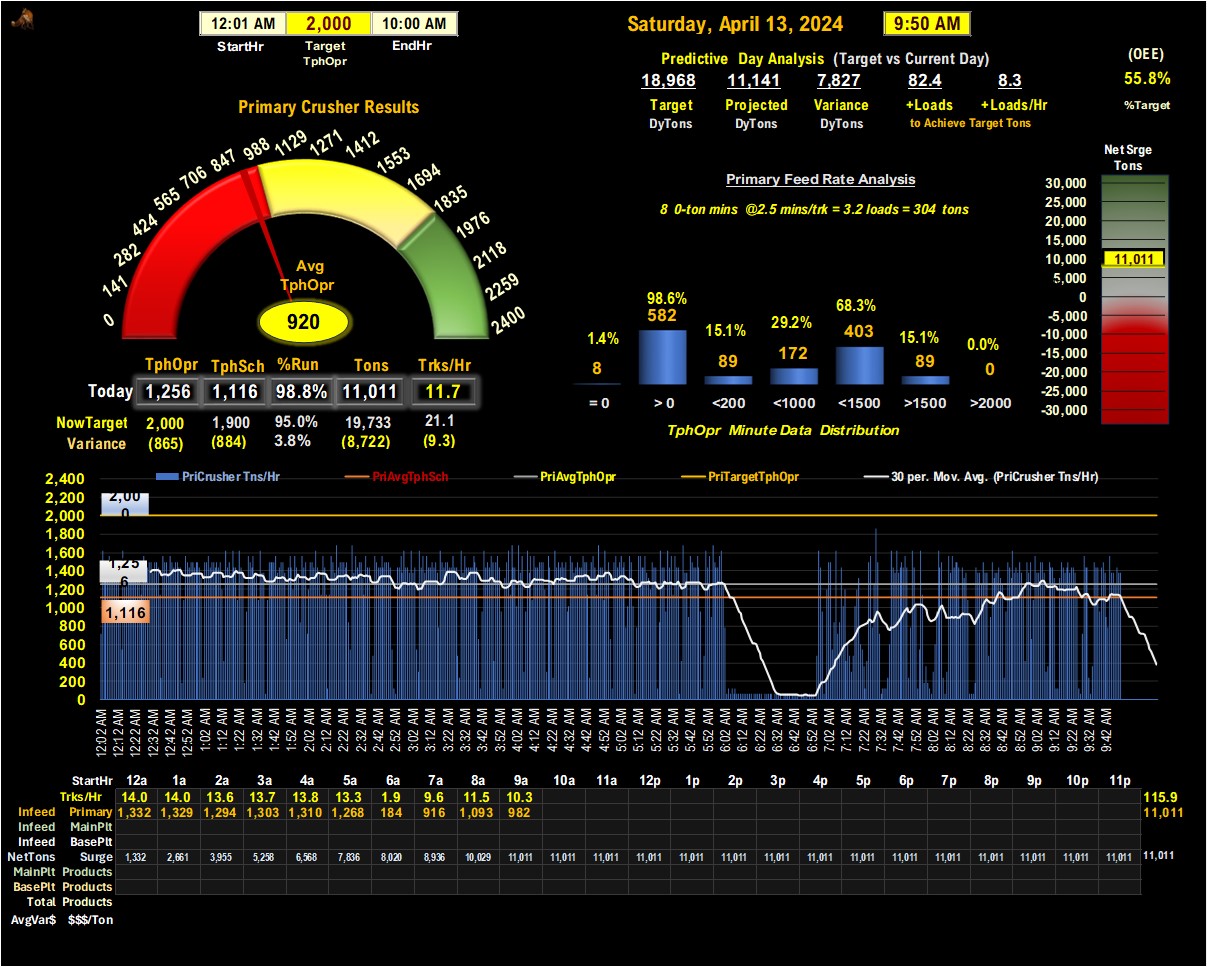 12:01 AM 2,000 10:00 AM
StartHr Target EndHr
TphOpr
Saturday, April 13, 2024 9:50 AM
Predictive Day Analysis (Target vs Current Day)
18,968 11,141 7,827 82.4 8.3
Target Projected Variance +Loads +Loads/Hr
DyTons DyTons DyTons to Achieve Target Tons
(OEE)
55.8%
%Target
Primary Crusher Results
0 141 282 424 565 706 847 988 1129 1271 1412 1553 1694 1835 1976 2118 2259 2400
Avg
TphOpr
920
TphOpr TphSch %Run Tons Trks/Hr
Today 1,256 1,116 98.8% 11,011 11.7
NowTarget 2,000 1,900 95.0% 19,733 21.1
Variance (865) (884) 3.8% (8,722) (9.3)
Primary Feed Rate Analysis
8 0-ton mins @2.5 mins/trk = 3.2 loads = 304 tons
1.4% 98.6% 15.1% 29.2% 68.3% 15.1% 0.0%
8 582 89 172 403 89 0
= 0 > 0 <200 <1000 <1500 >1500 >2000
TphOpr Minute Data Distribution
Net Srge
Tons
30,000
25,000
20,000
15,000
10,000 11,011
5,000
0
-5,000
-10,000
-15,000
-20,000
-25,000
-30,000
PriCrusher Tns/Hr PriAvgTphSch PriAvgTphOpr PriTargetTphOpr 30 per. Mov. Avg. (PriCrusher Tns/Hr)
2,400
2,200
2,000
1,800
1,600
1,400
1,200
1,000
800
600
400
200
0
2,00
0
1,25
6
1,116
12:02 AM 12:12 AM 12:22 AM 12:32 AM 12:42 AM 12:52 AM 1:02 AM 1:12 AM 1:22 AM 1:32 AM 1:42 AM 1:52 AM 2:02 AM 2:12 AM 2:22 AM 2:32 AM 2:42 AM 2:52 AM 3:02 AM 3:12 AM 3:22 AM 3:32 AM 3:42 AM 3:52 AM 4:02 AM 4:12 AM 4:22 AM 4:32 AM 4:42 AM 4:52 AM 5:02 AM 5:12 AM 5:22 AM 5:32 AM 5:42 AM 5:52 AM 6:02 AM 6:12 AM 6:22 AM 6:32 AM 6:42 AM 6:52 AM 7:02 AM 7:12 AM 7:22 AM 7:32 AM 7:42 AM 7:52 AM 8:02 AM 8:12 AM 8:22 AM 8:32 AM 8:42 AM 8:52 AM 9:02 AM 9:12 AM 9:22 AM 9:32 AM 9:42 AM
StartHr 12a 1a 2a 3a 4a 5a 6a 7a 8a 9a 10a 11a 12p 1p 2p 3p 4p 5p 6p 7p 8p 9p 10p 11p
Trks/Hr 14.0 14.0 13.6 13.7 13.8 13.3 1.9 9.6 11.5 10.3 115.9
Infeed Primary 1,332 1,329 1,294 1,303 1,310 1,268 184 916 1,093 982 11,011
Infeed MainPlt
Infeed BasePlt
NetTons Surge 1,332 2,661 3,955 5,258 6,568 7,836 8,020 8,936 10,029 11,011 11,011 11,011 11,011 11,011 11,011 11,011 11,011 11,011 11,011 11,011 11,011 11,011 11,011 11,011 11,011
MainPlt Products
BasePlt Products
Total Products
AvgVar$ $$$/Ton